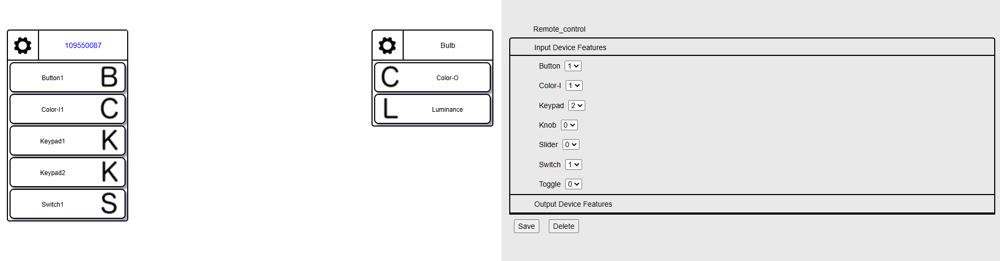 109550087
Button1 B
Color-I1 C
Keypad1 K
Keypad2 K
Switch1 S
Bulb
C Color-O
L Luminance
Remote_control
Input Device Features
Button 1
Color-I 1
Keypad 2
Knob 0
Slider 0
Switch 1
Toggle 0
Output Device Features
Save Delete